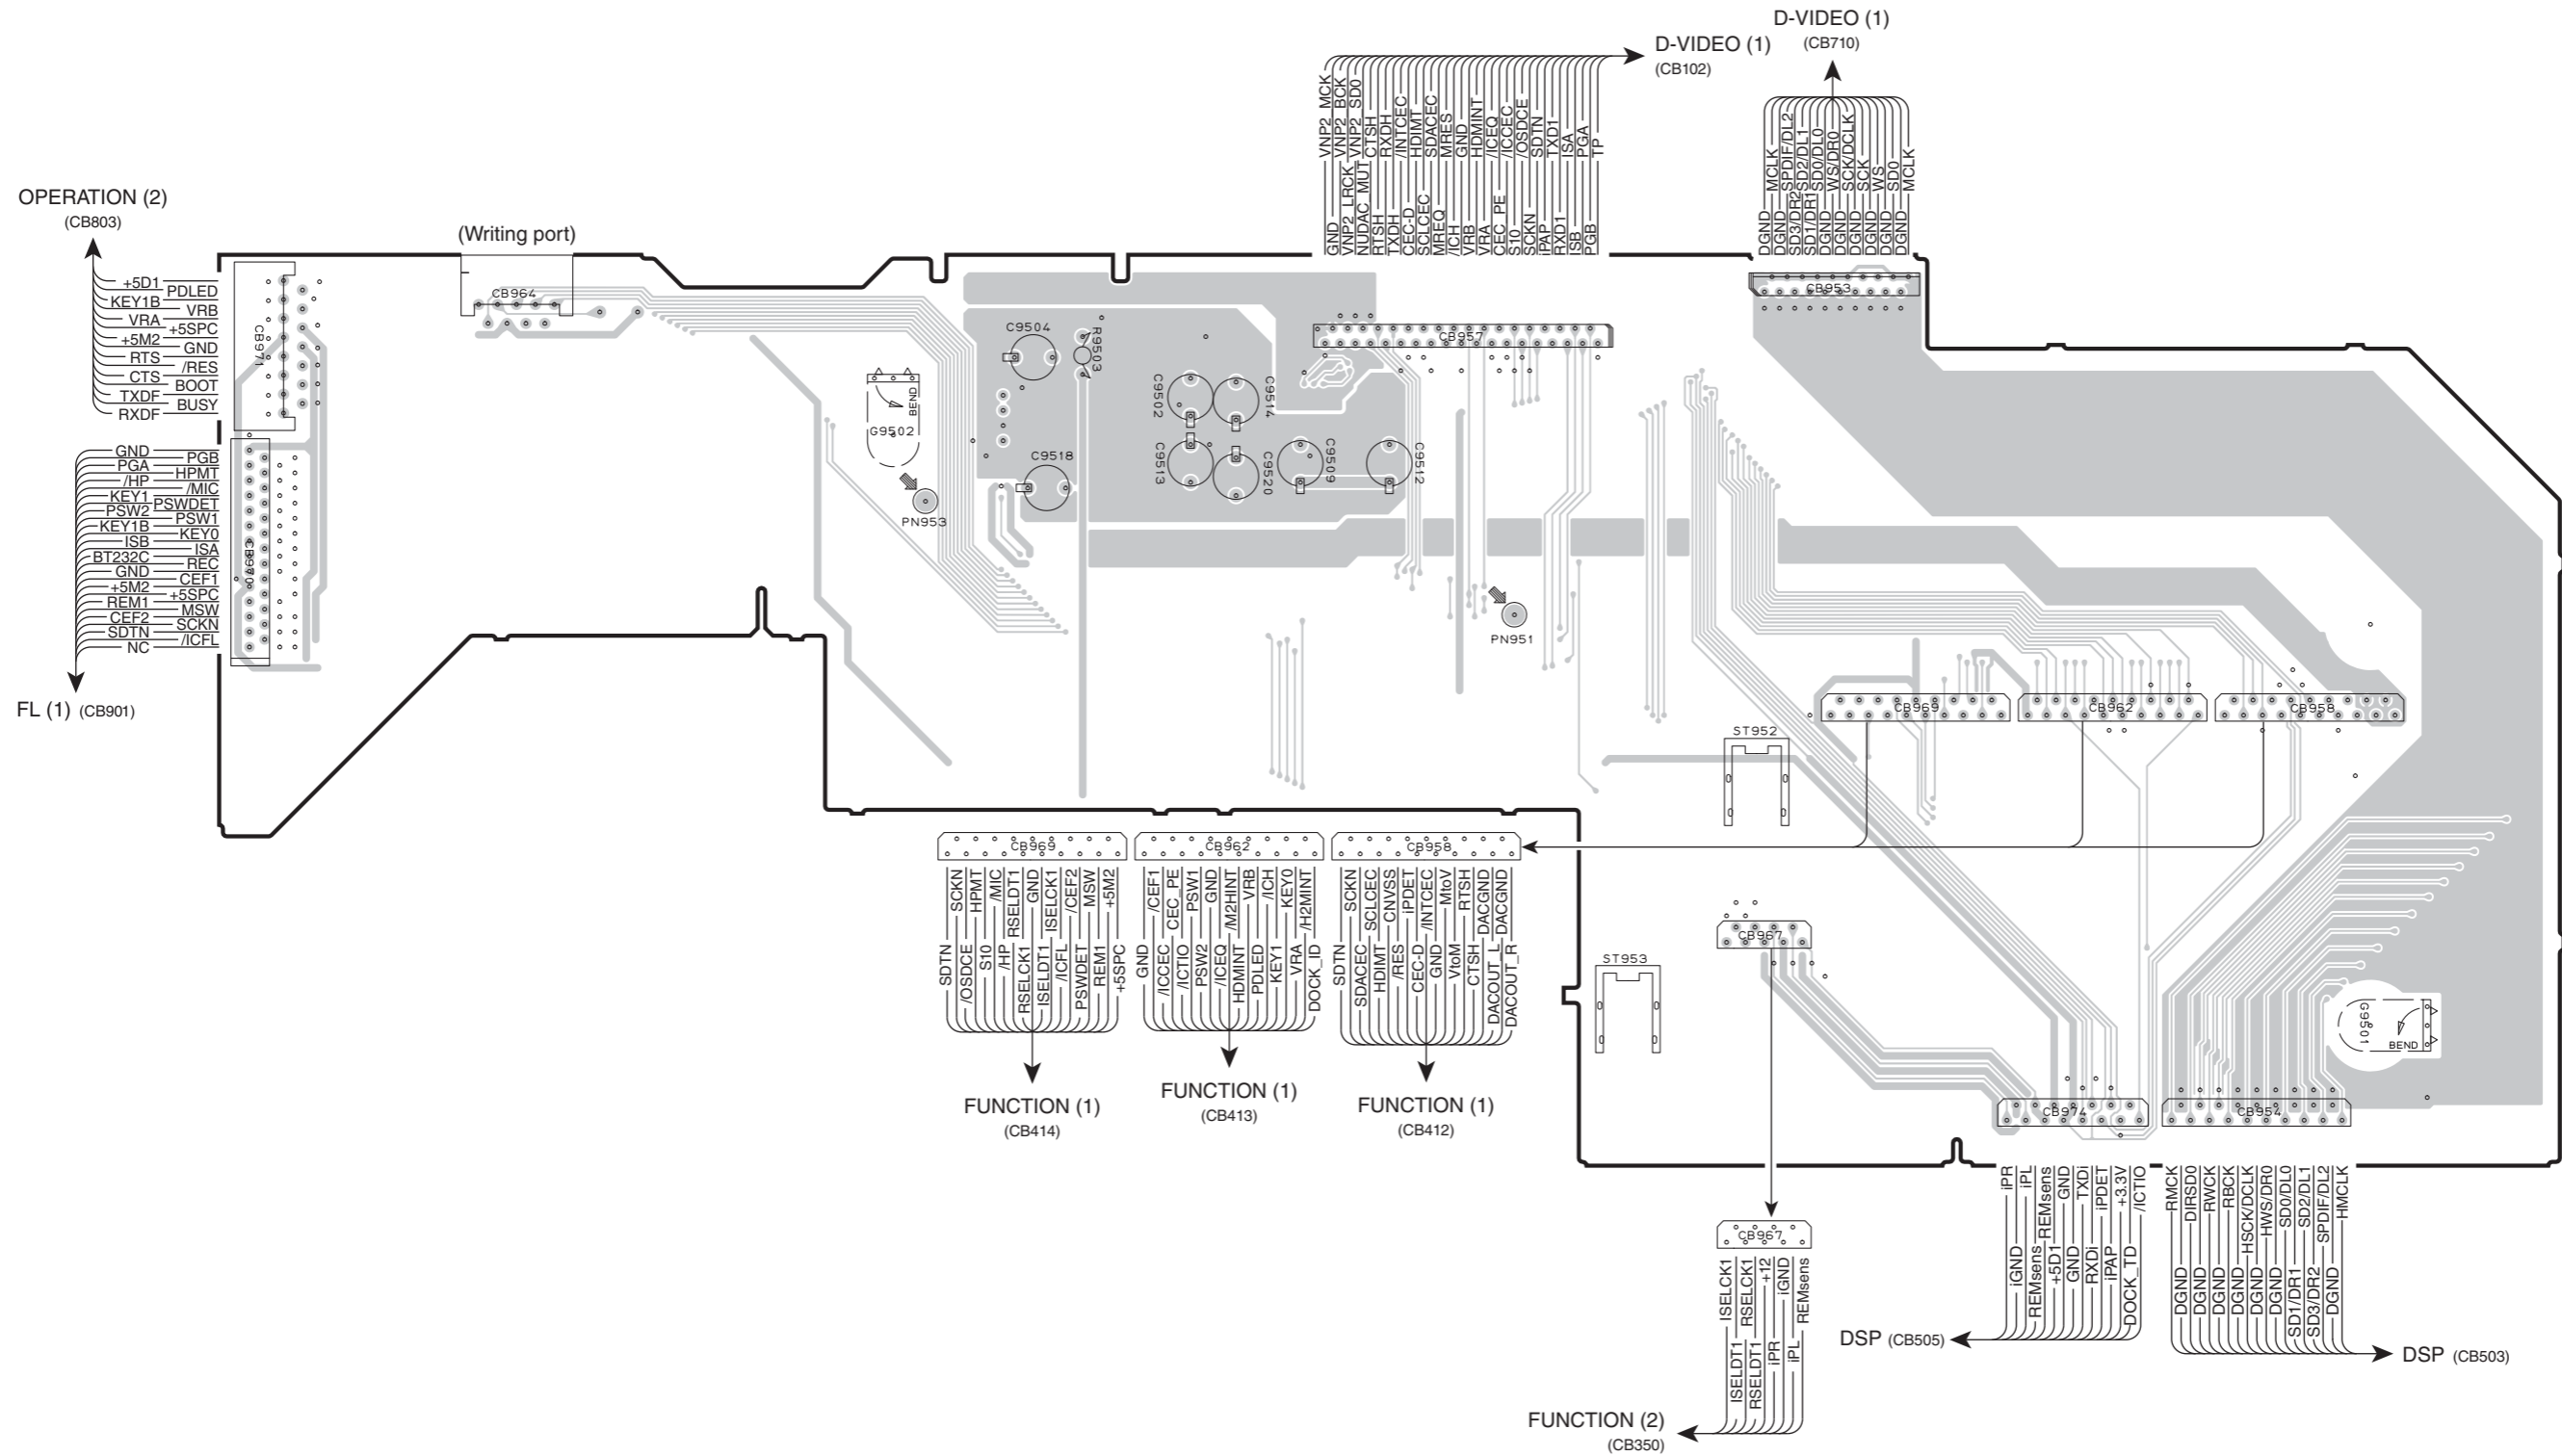 D-VIDEO (1)
(CB710)
D-VIDEO (1)
(CB102)
GND
VNP2_MCK
VNP2_LRCK
VNP2_BCK
NUDAC_MUT
VNP2_SD0
RTSH
CTSH
TXDH
RXDH
CEC-D
/INTCEC
SCLCEC
HDIMT
MREQ
SDACEC
/ICH
MRES
VRB
GND
VRA
HDMINT
CEC_PE
/ICEQ
S10
/ICCEC
SCKN
/OSDCE
iPAP
SDTN
RXD1
TXD1
ISB
ISA
PGB
PGA
TP
DGND
MCLK
DGND
SPDIF/DL2
SD3/DR2
SD2/DL1
SD1/DR1
SD0/DL0
DGND
WS/DR0
DGND
SCK/DCLK
DGND
SCK
DGND
WS
DGND
SD0
DGND
MCLK
OPERATION (2)
(CB803)
(Writing port)
+5D1
PDLED
KEY1B
VRB
VRA
+5SPC
+5M2
GND
RTS
/RES
CTS
BOOT
TXDF
BUSY
RXDF
CB971
CB964
C9504
R9503
CB957
CB953
C9502
C9514
BEND
G9502
C9513
C9520
C9509
C9512
C9518
PN953
GND
PGB
PGA
HPMT
/HP
/MIC
KEY1
PSWDET
PSW2
PSW1
KEY1B
KEY0
ISB
ISA
BT232C
REC
GND
CEF1
+5M2
+5SPC
REM1
MSW
CEF2
SCKN
SDTN
/ICFL
NC
CB970
FL (1) (CB901)
PN951
CB969
CB962
CB958
ST952
CB969
CB962
CB958
SDTN
SCKN
/OSDCE
HPMT
S10
/MIC
/HP
RSELDT1
RSELCK1
GND
ISELDT1
ISELCK1
/ICFL
/CEF2
PSWDET
MSW
REM1
+5M2
+5SPC
GND
/CEF1
/ICCEC
CEC_PE
/ICTIO
PSW1
PSW2
GND
/ICEQ
/M2HINT
HDMINT
VRB
PDLED
/ICH
KEY1
KEY0
VRA
/H2MINT
DOCK_ID
SDTN
SCKN
SDACEC
SCLCEC
HDIMT
CNVSS
/RES
iPDET
CEC-D
/INTCEC
GND
MtoV
VtoM
RTSH
CTSH
DACGND
DACOUT_L
DACGND
DACOUT_R
FUNCTION (1)
(CB414)
FUNCTION (1)
(CB413)
FUNCTION (1)
(CB412)
CB967
ST953
G9501
BEND
CB974
CB954
iPR
iGND
iPL
REMsens
REMsens
+5D1
GND
GND
TXDi
RXDi
iPDET
iPAP
+3.3V
DOCK_TD
/ICTIO
RMCK
DGND
DIRSD0
DGND
RWCK
DGND
RBCK
DGND
HSCK/DCLK
DGND
HWS/DR0
DGND
SD0/DL0
SD1/DR1
SD2/DL1
SD3/DR2
SPDIF/DL2
DGND
HMCLK
CB967
ISELCK1
ISELDT1
RSELCK1
RSELDT1
+12
iPR
iGND
iPL
REMsens
DSP (CB505)
DSP (CB503)
FUNCTION (2)
(CB350)